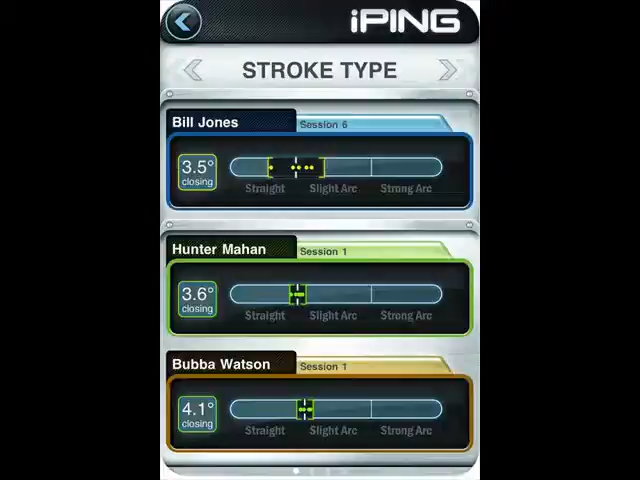 iPING
STROKE TYPE
Bill Jones
Session 6
3.5°
closing
Straight Slight Arc Strong Arc
Hunter Mahan
Session 1
3.6°
closing
Straight Slight Arc Strong Arc
Bubba Watson
Session 1
4.1°
closing
Straight Slight Arc Strong Arc